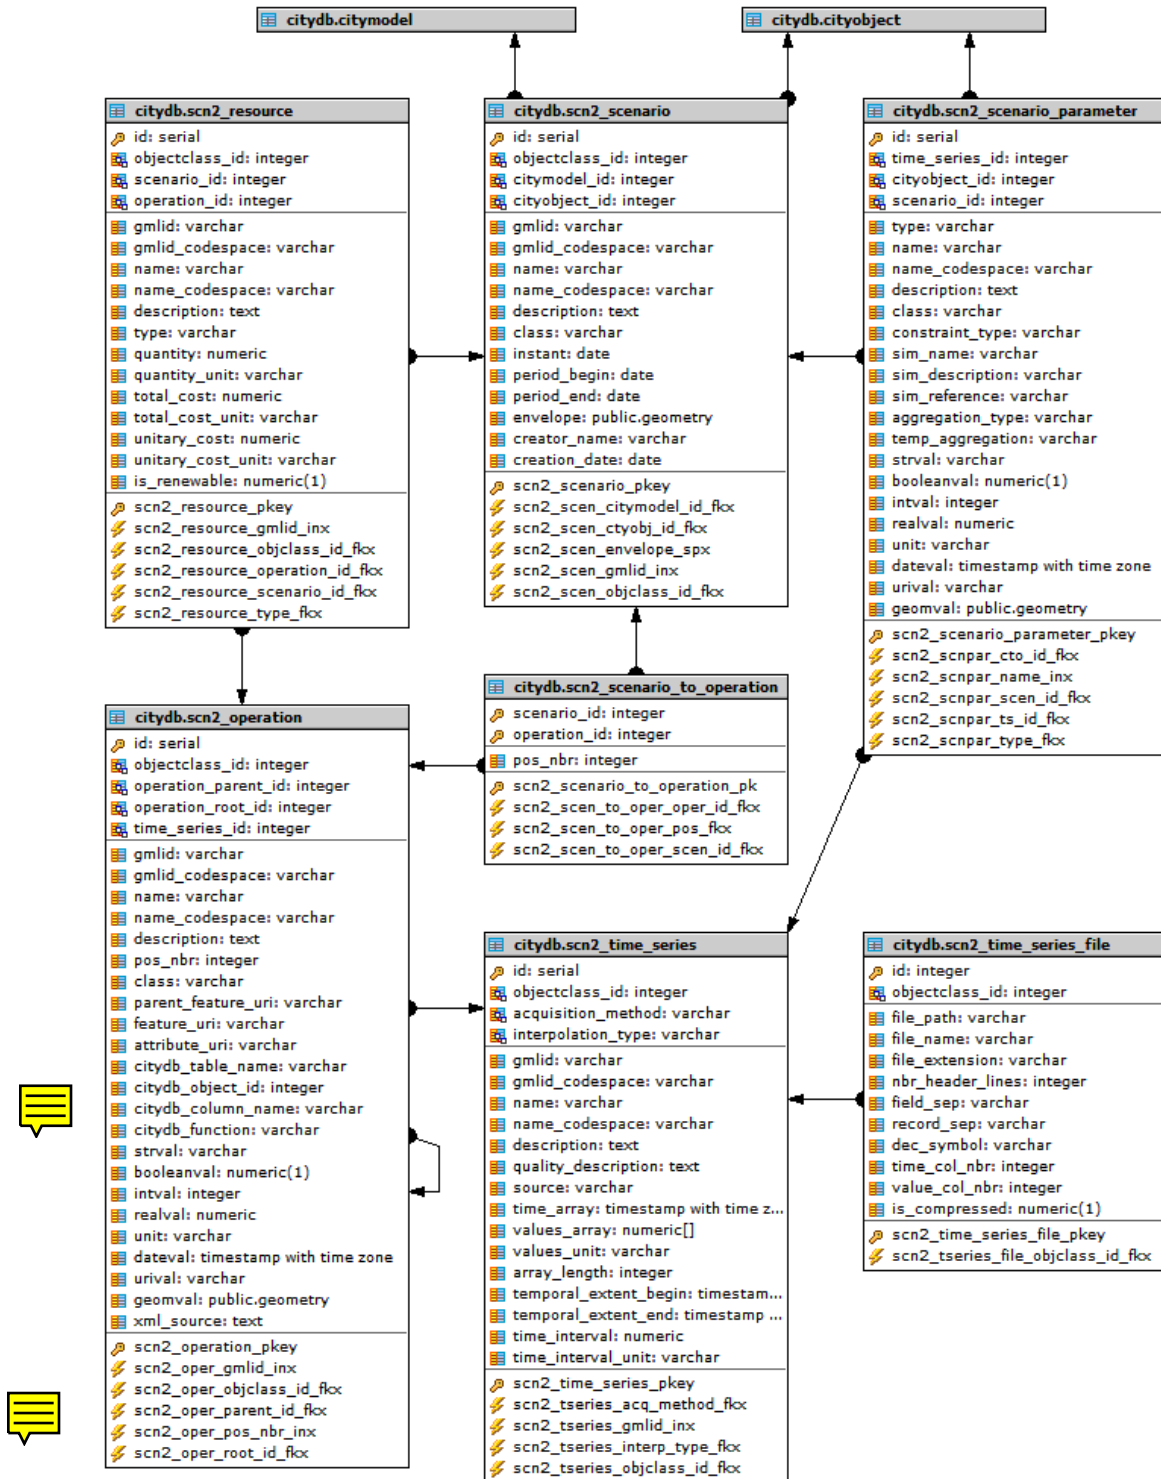 citydb.citymodel
citydb.cityobject
citydb.scn2_resource
id: serial
objectclass_id: integer
scenario_id: integer
operation_id: integer
gmlid: varchar
gmlid_codespace: varchar
name: varchar
name_codespace: varchar
description: text
type: varchar
quantity: numeric
quantity_unit: varchar
total_cost: numeric
total_cost_unit: varchar
unitary_cost: numeric
unitary_cost_unit: varchar
is_renewable: numeric(1)
scn2_resource_pkey
scn2_resource_gmlid_inx
scn2_resource_objclass_id_fkx
scn2_resource_operation_id_fkx
scn2_resource_scenario_id_fkx
scn2_resource_type_fkx
citydb.scn2_scenario
id: serial
objectclass_id: integer
citymodel_id: integer
cityobject_id: integer
gmlid: varchar
gmlid_codespace: varchar
name: varchar
name_codespace: varchar
description: text
class: varchar
instant: date
period_begin: date
period_end: date
envelope: public.geometry
creator_name: varchar
creation_date: date
scn2_scenario_pkey
scn2_scen_citymodel_id_fkx
scn2_scen_ctyobj_id_fkx
scn2_scen_envelope_spx
scn2_scen_gmlid_inx
scn2_scen_objclass_id_fkx
citydb.scn2_scenario_parameter
id: serial
time_series_id: integer
cityobject_id: integer
scenario_id: integer
type: varchar
name: varchar
name_codespace: varchar
description: text
class: varchar
constraint_type: varchar
sim_name: varchar
sim_description: varchar
sim_reference: varchar
aggregation_type: varchar
temp_aggregation: varchar
strval: varchar
booleanval: numeric(1)
intval: integer
realval: numeric
unit: varchar
dateval: timestamp with time zone
urival: varchar
geomval: public.geometry
scn2_scenario_parameter_pkey
scn2_scnpar_cto_id_fkx
scn2_scnpar_name_inx
scn2_scnpar_scen_id_fkx
scn2_scnpar_ts_id_fkx
scn2_scnpar_type_fkx
citydb.scn2_operation
id: serial
objectclass_id: integer
operation_parent_id: integer
operation_root_id: integer
time_series_id: integer
gmlid: varchar
gmlid_codespace: varchar
name: varchar
name_codespace: varchar
description: text
pos_nbr: integer
class: varchar
parent_feature_uri: varchar
feature_uri: varchar
attribute_uri: varchar
citydb_table_name: varchar
citydb_object_id: integer
citydb_column_name: varchar
citydb_function: varchar
strval: varchar
booleanval: numeric(1)
intval: integer
realval: numeric
unit: varchar
dateval: timestamp with time zone
urival: varchar
geomval: public.geometry
xml_source: text
scn2_operation_pkey
scn2_oper_gmlid_inx
scn2_oper_objclass_id_fkx
scn2_oper_parent_id_fkx
scn2_oper_pos_nbr_inx
scn2_oper_root_id_fkx
citydb.scn2_scenario_to_operation
scenario_id: integer
operation_id: integer
pos_nbr: integer
scn2_scenario_to_operation_pk
scn2_scen_to_oper_oper_id_fkx
scn2_scen_to_oper_pos_fkx
scn2_scen_to_oper_scen_id_fkx
citydb.scn2_time_series
id: serial
objectclass_id: integer
acquisition_method: varchar
interpolation_type: varchar
gmlid: varchar
gmlid_codespace: varchar
name: varchar
name_codespace: varchar
description: text
quality_description: text
source: varchar
time_array: timestamp with time z...
values_array: numeric[]
values_unit: varchar
array_length: integer
temporal_extent_begin: timestam...
temporal_extent_end: timestamp ...
time_interval: numeric
time_interval_unit: varchar
scn2_time_series_pkey
scn2_tseries_acq_method_fkx
scn2_tseries_gmlid_inx
scn2_tseries_interp_type_fkx
scn2_tseries_objclass_id_fkx
citydb.scn2_time_series_file
id: integer
objectclass_id: integer
file_path: varchar
file_name: varchar
file_extension: varchar
nbr_header_lines: integer
field_sep: varchar
record_sep: varchar
dec_symbol: varchar
time_col_nbr: integer
value_col_nbr: integer
is_compressed: numeric(1)
scn2_time_series_file_pkey
scn2_tseries_file_objclass_id_fkx